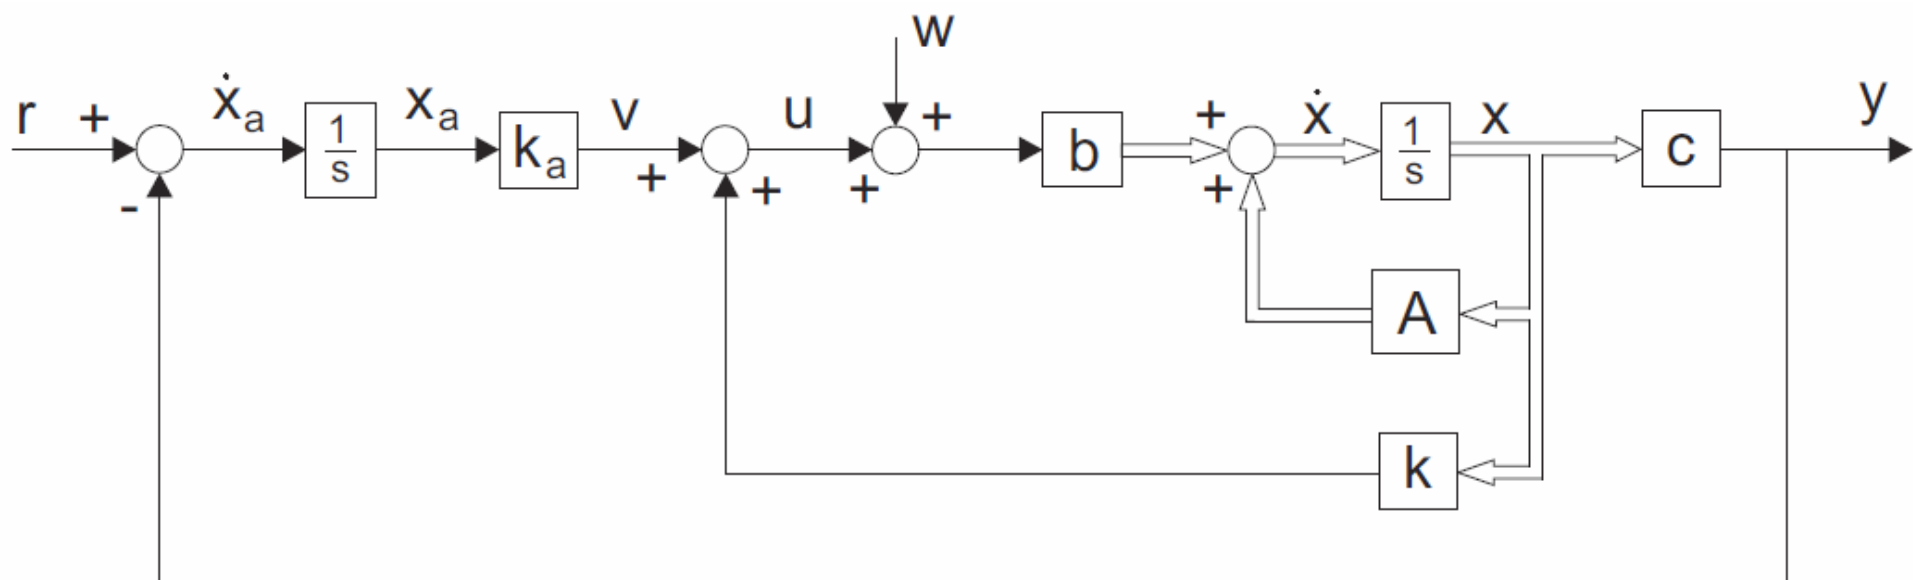 w
r + ẋa 1/s xa ka v + u + + b + ẋ 1/s x c y
- + + +
A
k